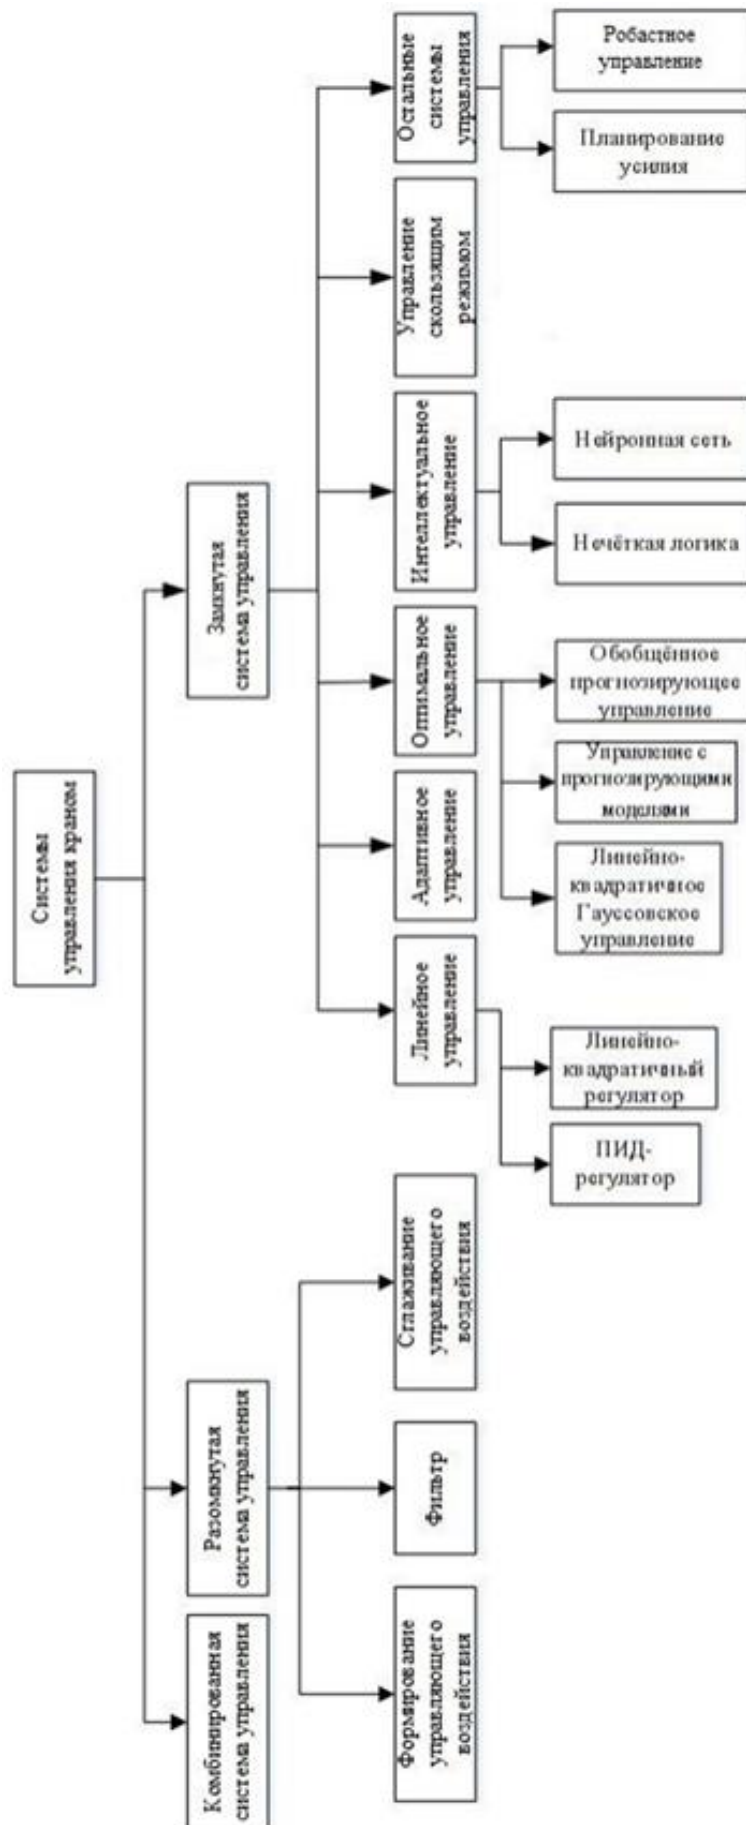 Системы
управления краном
Комбинированная
система управления
Разомкнутая
система управления
Замкнутая
система управления
Формирование
управляющего
воздействия
Фильтр
Сглаживание
управляющего
воздействия
Линейное
управление
Адаптивное
управление
Оптимальное
управление
Интеллектуальное
управление
Управление
скользящим
режимом
Остальные
системы
управления
ПИД-
регулятор
Линейно-
квадратичный
регулятор
Линейно-
квадратичное
Гауссовское
управление
Управление с
прогнозирующими
моделями
Обобщённое
прогнозирующее
управление
Нечёткая логика
Нейронная сеть
Планирование
усилия
Робастное
управление